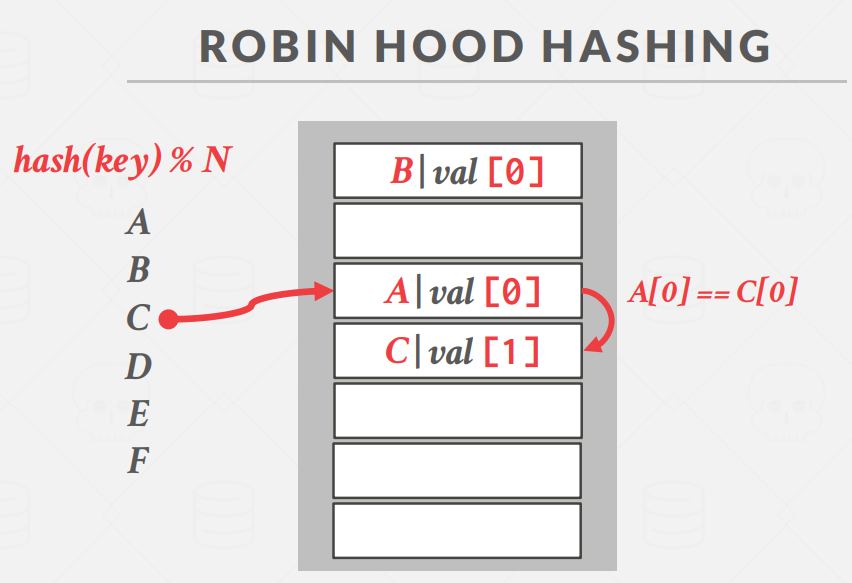 ROBIN HOOD HASHING
hash(key) % N
A
B
C
D
E
F
B|val [0]
A|val [0]
C|val [1]
A[0] == C[0]